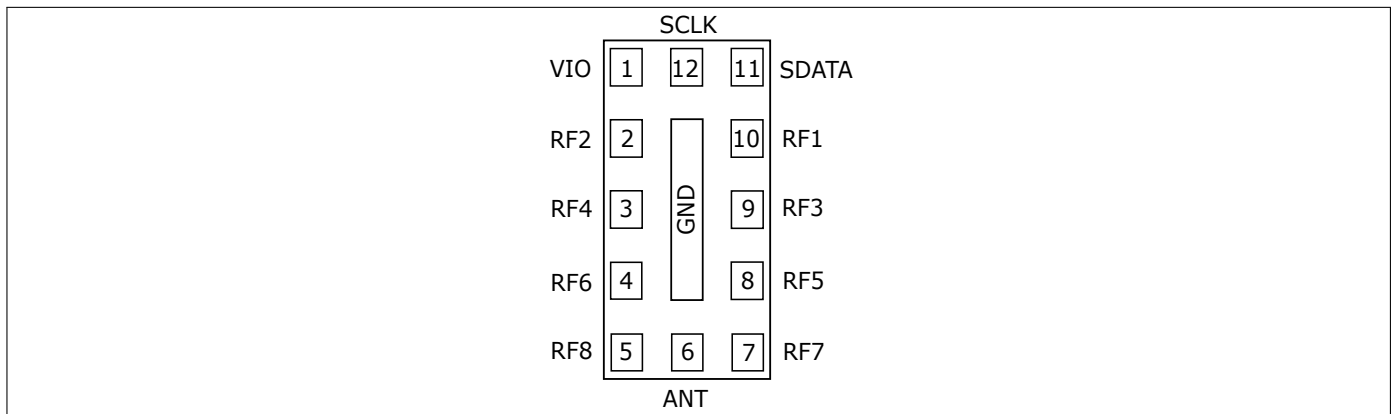 SCLK
VIO 1 12 11 SDATA
RF2 2 10 RF1
RF4 3 GND 9 RF3
RF6 4 8 RF5
RF8 5 6 7 RF7
ANT